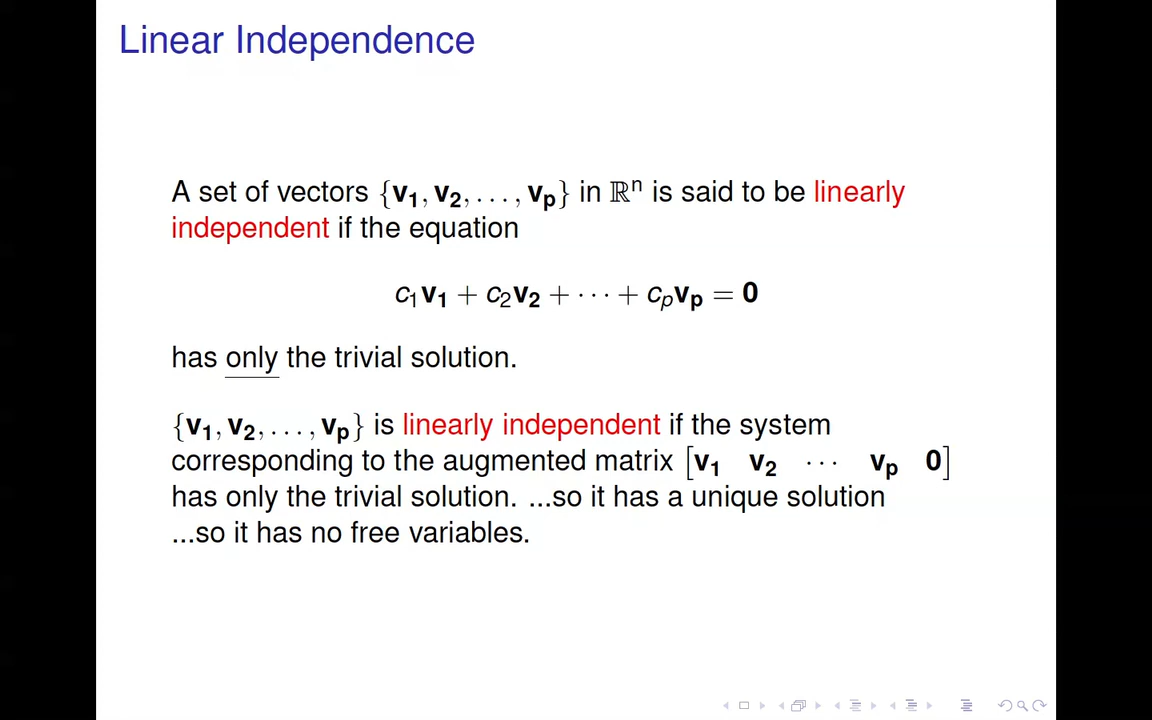 Linear Independence
A set of vectors {v₁, v₂, . . . , vₚ} in ℝⁿ is said to be linearly
independent if the equation
c₁v₁ + c₂v₂ + · · · + cₚvₚ = 0
has only the trivial solution.
{v₁, v₂, . . . , vₚ} is linearly independent if the system
corresponding to the augmented matrix [v₁ v₂ · · · vₚ 0]
has only the trivial solution. ...so it has a unique solution
...so it has no free variables.